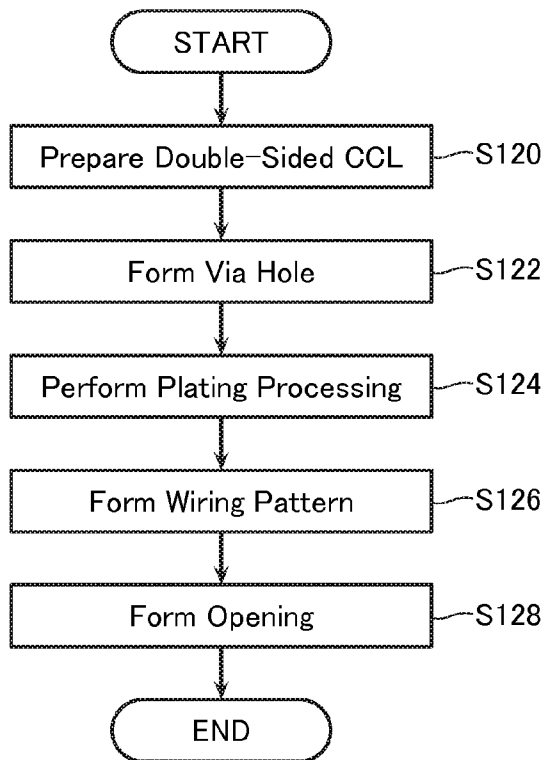 START
Prepare Double-Sided CCL
S120
Form Via Hole
S122
Perform Plating Processing
S124
Form Wiring Pattern
S126
Form Opening
S128
END